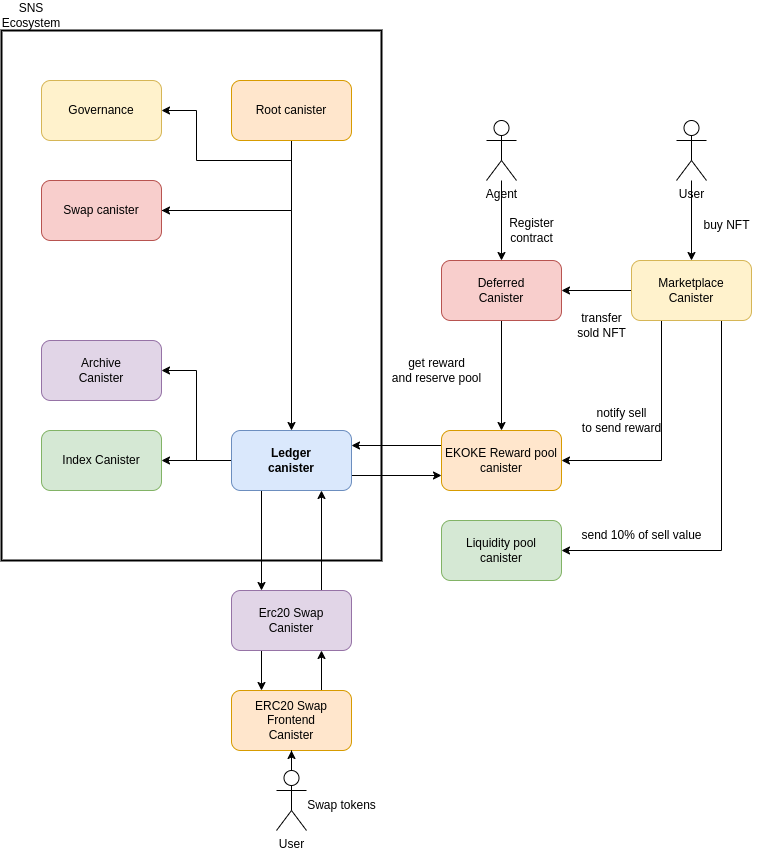 SNS
Ecosystem
Governance
Root canister
Swap canister
Agent
User
Register
contract
buy NFT
Deferred
Canister
Marketplace
Canister
transfer
sold NFT
Archive
Canister
get reward
and reserve pool
notify sell
to send reward
Index Canister
Ledger
canister
EKOKE Reward pool
canister
Liquidity pool
canister
send 10% of sell value
Erc20 Swap
Canister
ERC20 Swap
Frontend
Canister
Swap tokens
User